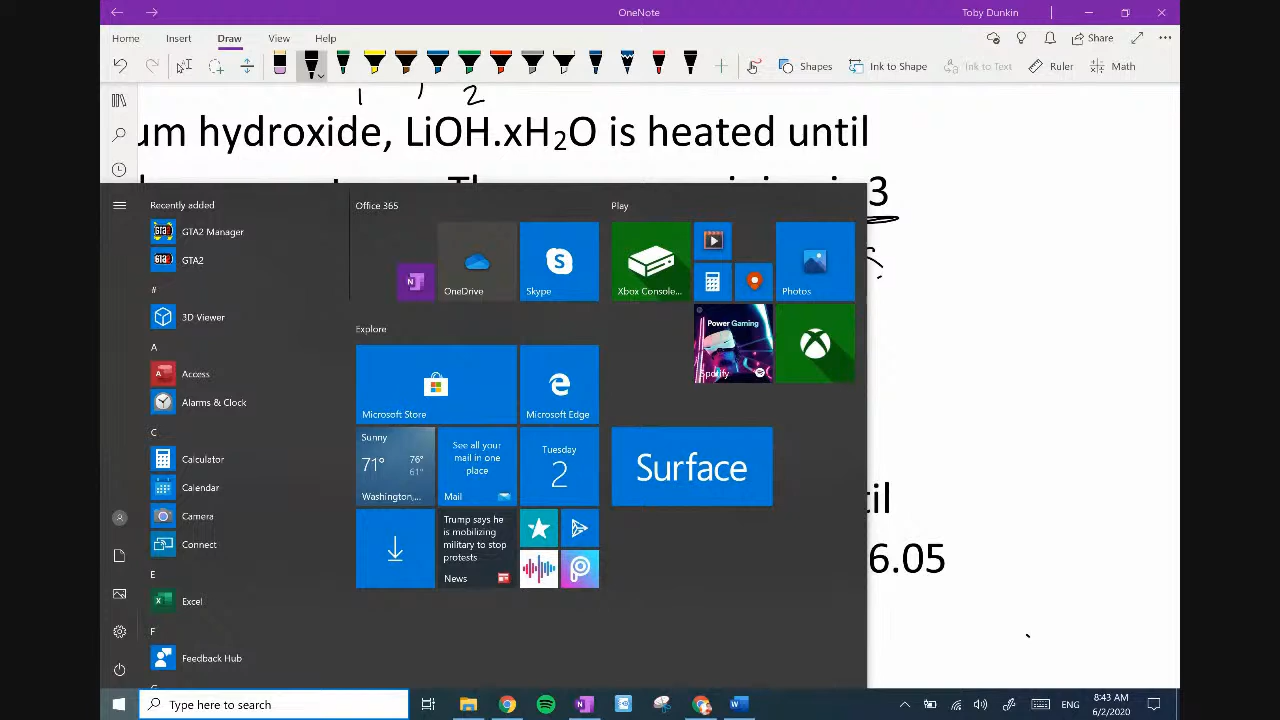 OneNote
Toby Dunkin
Home
Insert
Draw
View
Help
Share
Shapes
Ink to Shape
Ink to Text
Ruler
Math
1
2
um hydroxide, LiOH.xH₂O is heated until
3
Recently added
GTA2 Manager
GTA2
#
3D Viewer
A
Access
Alarms & Clock
C
Calculator
Calendar
Camera
Connect
E
Excel
F
Feedback Hub
Office 365
OneDrive
Skype
Explore
Microsoft Store
Microsoft Edge
Sunny
71°
76°
61°
Washington,...
See all your
mail in one
place
Mail
Tuesday
2
Trump says he
is mobilizing
military to stop
protests
News
Play
Xbox Console...
Photos
Power Gaming
Spotify
Surface
til
6.05
Type here to search
ENG
8:43 AM
6/2/2020